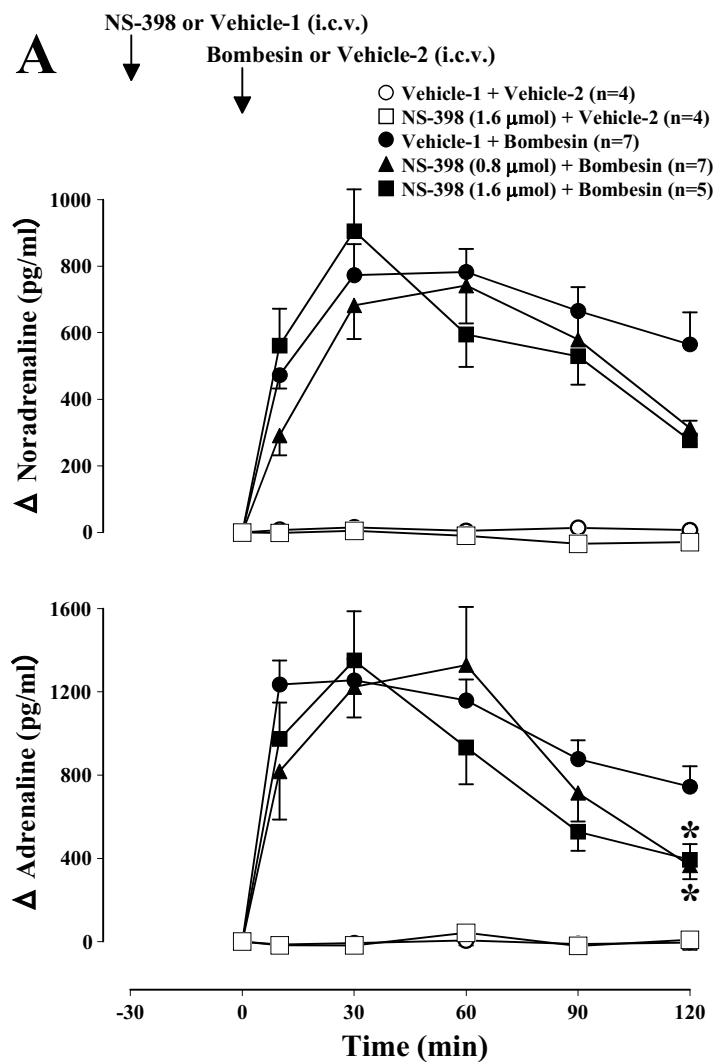 A
NS-398 or Vehicle-1 (i.c.v.)
Bombesin or Vehicle-2 (i.c.v.)
Vehicle-1 + Vehicle-2 (n=4)
NS-398 (1.6 μmol) + Vehicle-2 (n=4)
Vehicle-1 + Bombesin (n=7)
NS-398 (0.8 μmol) + Bombesin (n=7)
NS-398 (1.6 μmol) + Bombesin (n=5)
Δ Noradrenaline (pg/ml)
1000
800
600
400
200
0
Δ Adrenaline (pg/ml)
1600
1200
800
400
0
*
*
-30 0 30 60 90 120
Time (min)